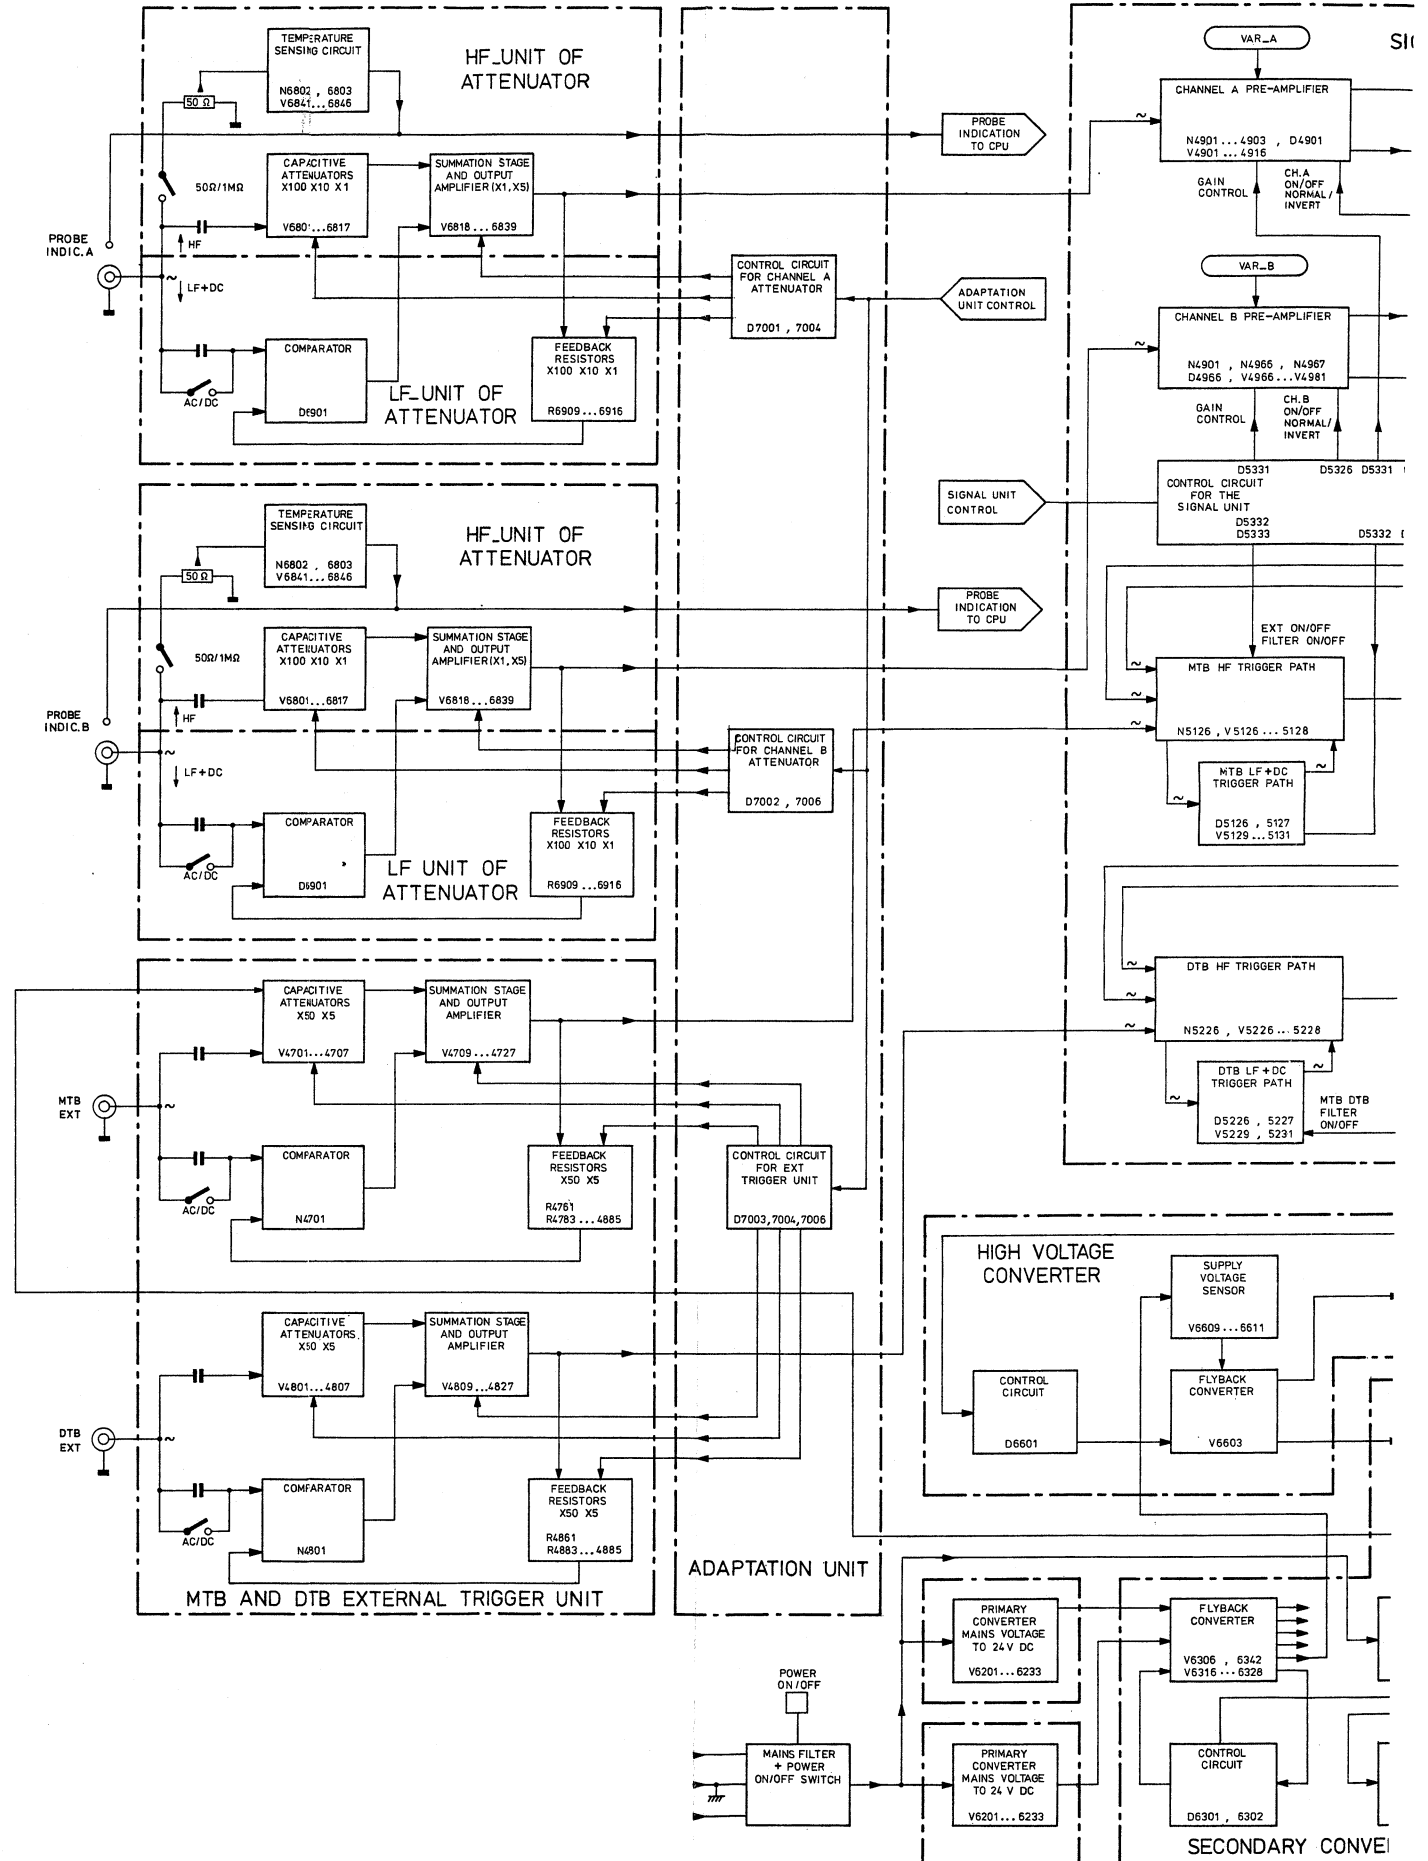 TEMPERATURE
SENSING CIRCUIT
N6802 , 6803
V6841...6846
HF_UNIT OF
ATTENUATOR
50 Ω
50Ω/1MΩ
CAPACITIVE
ATTENUATORS
X100 X10 X1
V6801...6817
SUMMATION STAGE
AND OUTPUT
AMPLIFIER(X1,X5)
V6818 ...6839
PROBE
INDIC.A
HF
~
LF+DC
COMPARATOR
D6901
AC/DC
LF_UNIT OF
ATTENUATOR
FEEDBACK
RESISTORS
X100 X10 X1
R6909...6916
CONTROL CIRCUIT
FOR CHANNEL A
ATTENUATOR
D7001 , 7004
PROBE
INDICATION
TO CPU
ADAPTATION
UNIT CONTROL
VAR_A
CHANNEL A PRE-AMPLIFIER
N4901 ... 4903 , D4901
V4901 ... 4916
~
GAIN
CONTROL
CH.A
ON/OFF
NORMAL/
INVERT
VAR_B
CHANNEL B PRE-AMPLIFIER
N4901 , N4966 , N4967
D4966 , V4966...V4981
~
GAIN
CONTROL
CH.B
ON/OFF
NORMAL/
INVERT
D5331
D5326
D5331
CONTROL CIRCUIT
FOR THE
SIGNAL UNIT
D5332
D5333
D5332
SIGNAL UNIT
CONTROL
TEMPERATURE
SENSING CIRCUIT
N6802 , 6803
V6841...6846
HF_UNIT OF
ATTENUATOR
50 Ω
50Ω/1MΩ
CAPACITIVE
ATTENUATORS
X100 X10 X1
V6801...6817
SUMMATION STAGE
AND OUTPUT
AMPLIFIER(X1,X5)
V6818 ...6839
PROBE
INDIC.B
HF
~
LF+DC
COMPARATOR
D6901
AC/DC
LF UNIT OF
ATTENUATOR
FEEDBACK
RESISTORS
X100 X10 X1
R6909 ...6916
CONTROL CIRCUIT
FOR CHANNEL B
ATTENUATOR
D7002 , 7006
PROBE
INDICATION
TO CPU
EXT ON/OFF
FILTER ON/OFF
~
~
~
MTB HF TRIGGER PATH
N5126 , V5126 ... 5128
~
~
MTB LF+DC
TRIGGER PATH
D5126 , 5127
V5129 ... 5131
~
~
~
DTB HF TRIGGER PATH
N5226 , V5226 ... 5228
~
~
DTB LF+DC
TRIGGER PATH
D5226 , 5227
V5229 , 5231
MTB DTB
FILTER
ON/OFF
CAPACITIVE
ATTENUATORS
X50 X5
V4701...4707
SUMMATION STAGE
AND OUTPUT
AMPLIFIER
V4709 ...4727
MTB
EXT
~
COMPARATOR
N4701
AC/DC
FEEDBACK
RESISTORS
X50 X5
R4761
R4783 ...4885
CONTROL CIRCUIT
FOR EXT
TRIGGER UNIT
D7003,7004,7006
CAPACITIVE
ATTENUATORS
X50 X5
V4801...4807
SUMMATION STAGE
AND OUTPUT
AMPLIFIER
V4809 ...4827
DTB
EXT
~
COMPARATOR
N4801
AC/DC
FEEDBACK
RESISTORS
X50 X5
R4861
R4883 ...4885
MTB AND DTB EXTERNAL TRIGGER UNIT
ADAPTATION UNIT
HIGH VOLTAGE
CONVERTER
SUPPLY
VOLTAGE
SENSOR
V6609 ...6611
CONTROL
CIRCUIT
D6601
FLYBACK
CONVERTER
V6603
PRIMARY
CONVERTER
MAINS VOLTAGE
TO 24 V DC
V6201...6233
FLYBACK
CONVERTER
V6306 , 6342
V6316 ... 6328
POWER
ON/OFF
MAINS FILTER
+ POWER
ON/OFF SWITCH
PRIMARY
CONVERTER
MAINS VOLTAGE
TO 24 V DC
V6201...6233
CONTROL
CIRCUIT
D6301 , 6302